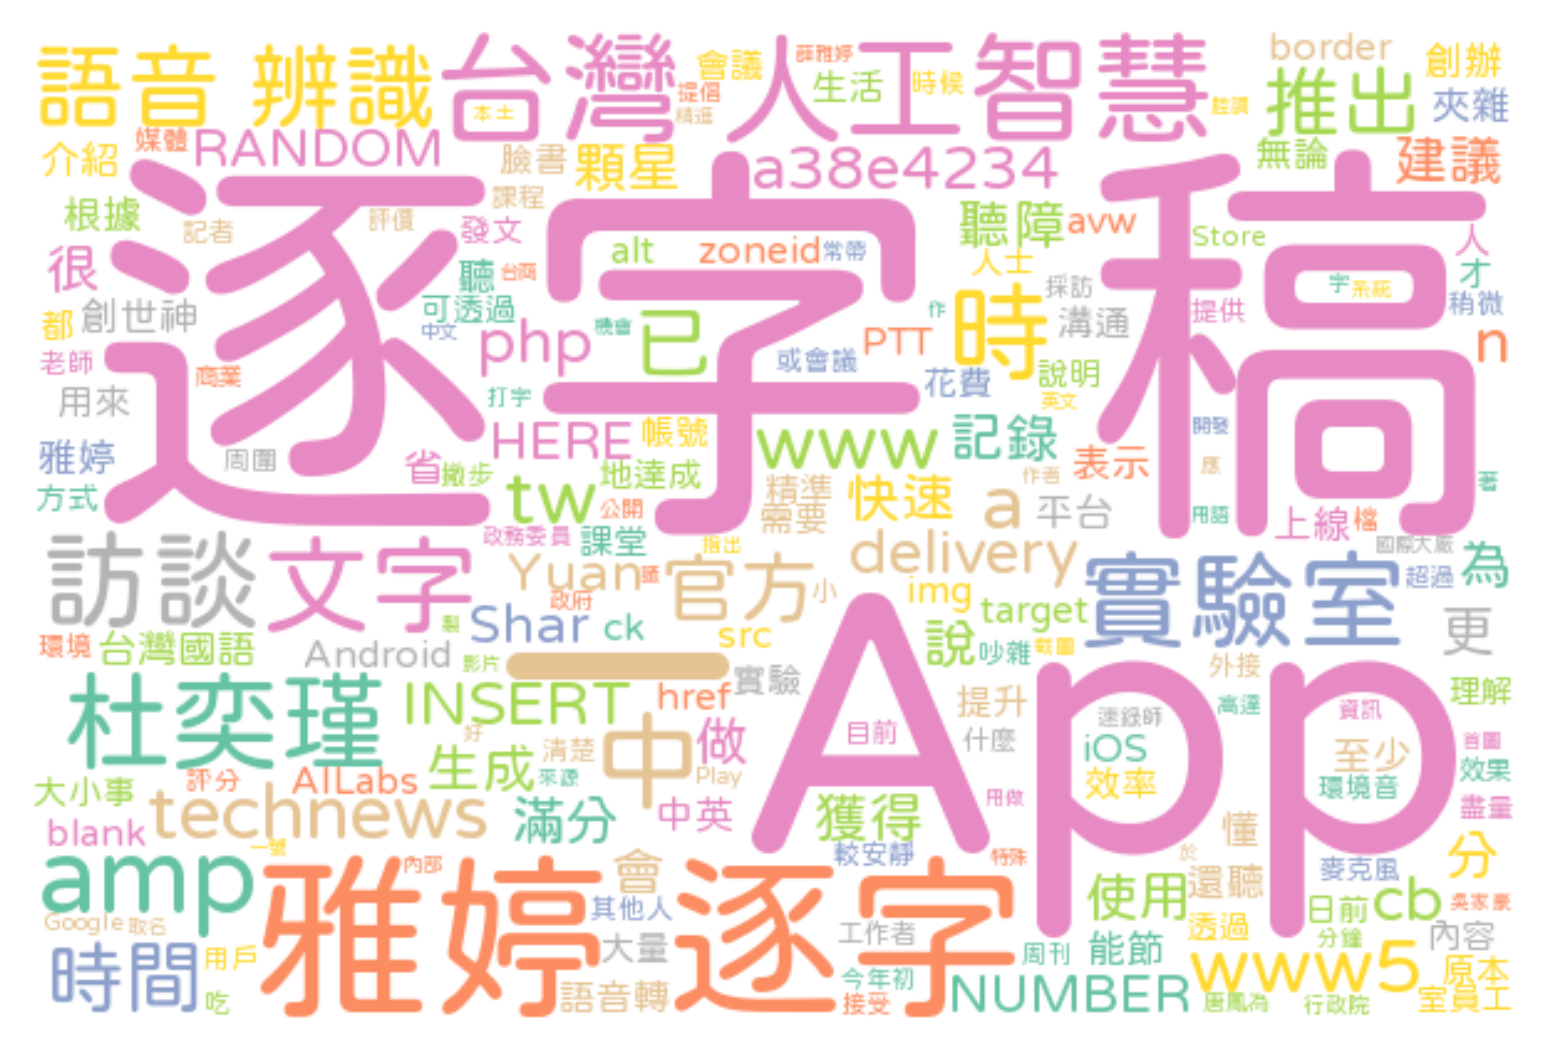 語音 辨識 台灣 人工智慧 會議 薛雅婷 生活 時候 border 創辦
本土 提倡 精進 推出 夾雜
介紹 媒體 RANDOM 臉書 顆星 a38e4234 無論 建議
根據 記者 課程 評價 發文 聽障 avw Store 人
逐字稿
很 聽 台商 alt zoneid 常帶 人士 採訪 才 字 系統
都 創世神 可透過 中文 php 機會 已 作 時 溝通 提供 稍微
老師 商業 或會議 PTT 說明 n
用來 打字 花費 英文
雅婷 周圍 HERE 帳號 www 記錄 開發 表示
方式 省 撇步 地達成 精準 作者 應 著
tw 公開 需要 快速 a 平台 用語 上線 檔
訪談 文字 政務委員 課堂 指出 delivery 國際大廠 為
Yuan 官方 小 img 實驗室 超過
政府 Shar ck src target 更
環境 台灣國語 Android 影片 一 說 吵雜 截圖 外接
杜奕瑾 INSERT href 實驗 App 提升 速錄師 高達 資訊 理解
好 生成 清楚 中 做 目前 什麼 iOS 至少 首圖
大小事 評分 AILabs 來源 Play 效率 環境音 效果
blank technews 滿分 中英 獲得 用做 懂 盡量
一號 amp 內部 會 較安靜 特殊 於 麥克風 分
雅婷逐字
Google 取名 其他人 使用 還聽 日前 cb 吳家豪
時間 用戶 大量 工作者 周刊 能節 透過 分鐘 內容
吃 語音轉 今年初 接受 NUMBER www5 唐鳳為 行政院 原本 室員工